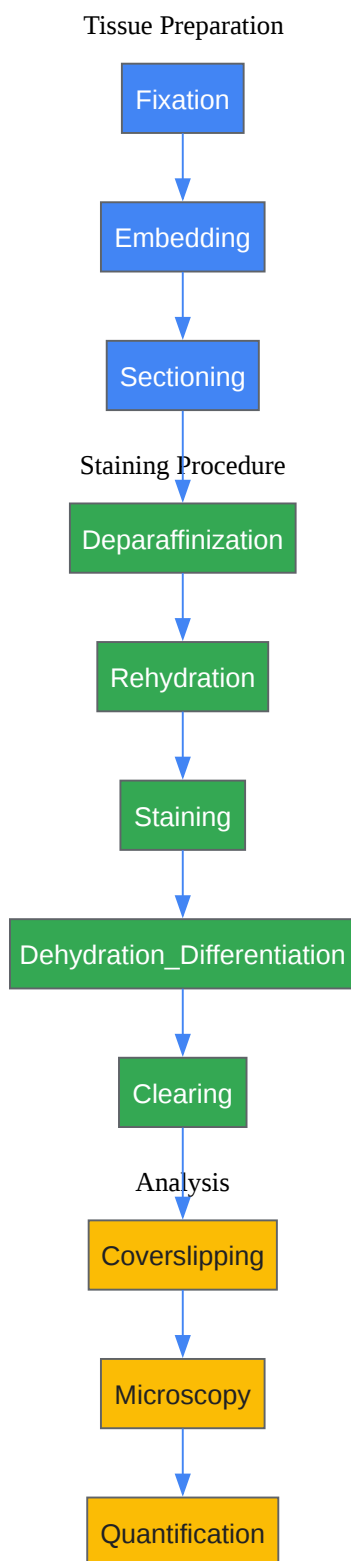 Tissue Preparation
Fixation
Embedding
Sectioning
Staining Procedure
Deparaffinization
Rehydration
Staining
Dehydration_Differentiation
Clearing
Analysis
Coverslipping
Microscopy
Quantification